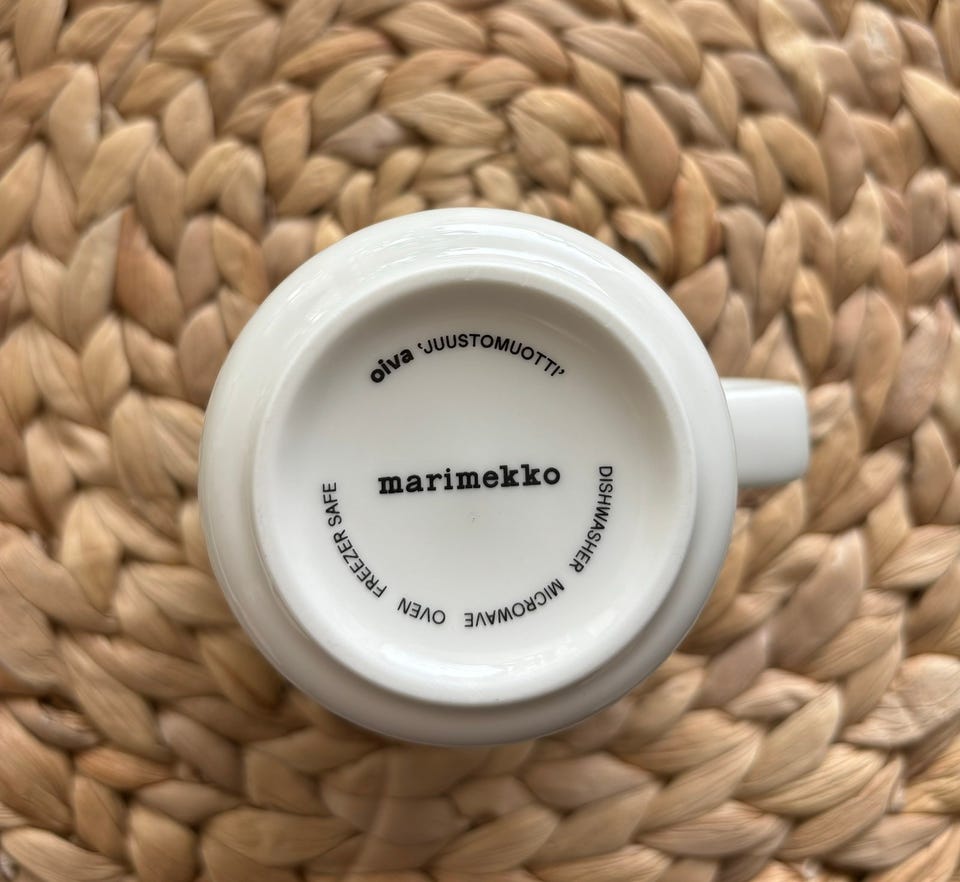 oiva 'JUUSTOMUOTTI'
marimekko
DISHWASHER MICROWAVE OVEN FREEZER SAFE